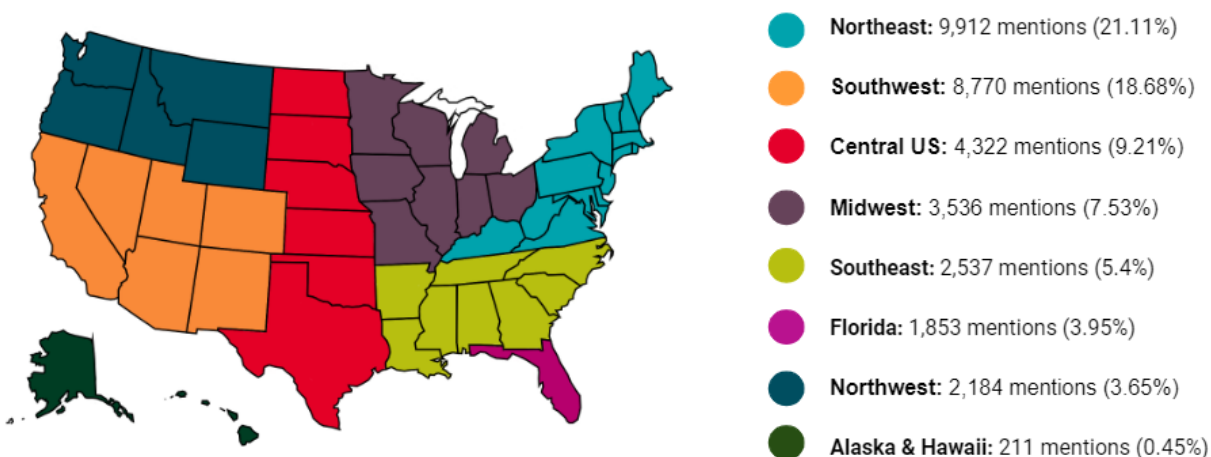 Northeast: 9,912 mentions (21.11%)
Southwest: 8,770 mentions (18.68%)
Central US: 4,322 mentions (9.21%)
Midwest: 3,536 mentions (7.53%)
Southeast: 2,537 mentions (5.4%)
Florida: 1,853 mentions (3.95%)
Northwest: 2,184 mentions (3.65%)
Alaska & Hawaii: 211 mentions (0.45%)